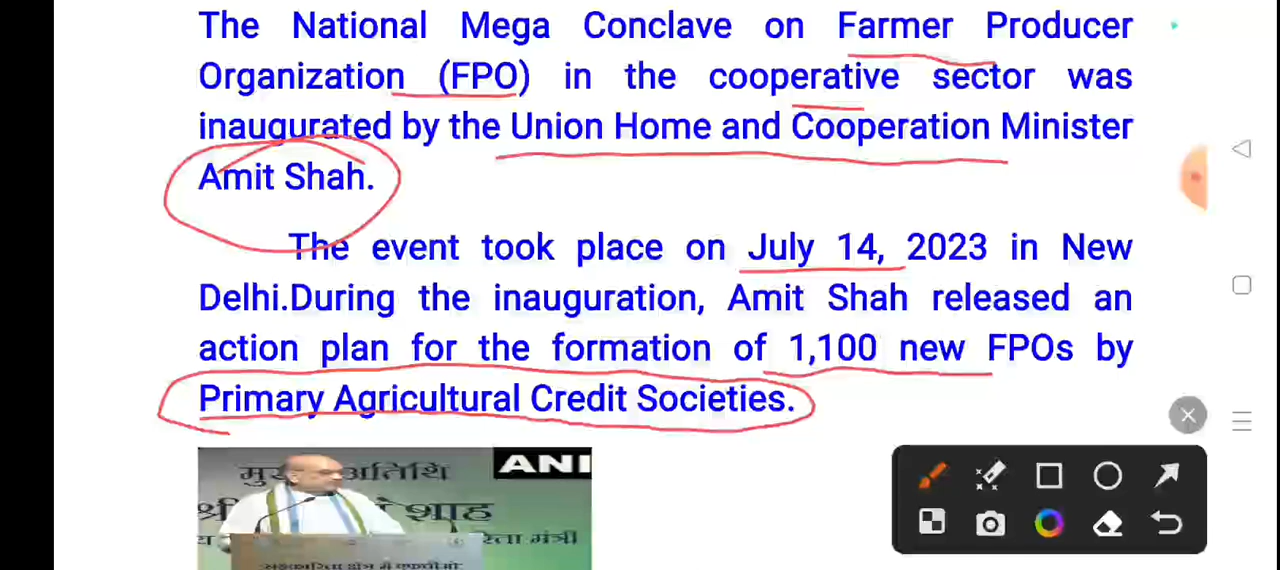 The National Mega Conclave on Farmer Producer
Organization (FPO) in the cooperative sector was
inaugurated by the Union Home and Cooperation Minister
Amit Shah.
The event took place on July 14, 2023 in New
Delhi.During the inauguration, Amit Shah released an
action plan for the formation of 1,100 new FPOs by
Primary Agricultural Credit Societies.
अतिथि
ANI
शाह
मंत्री